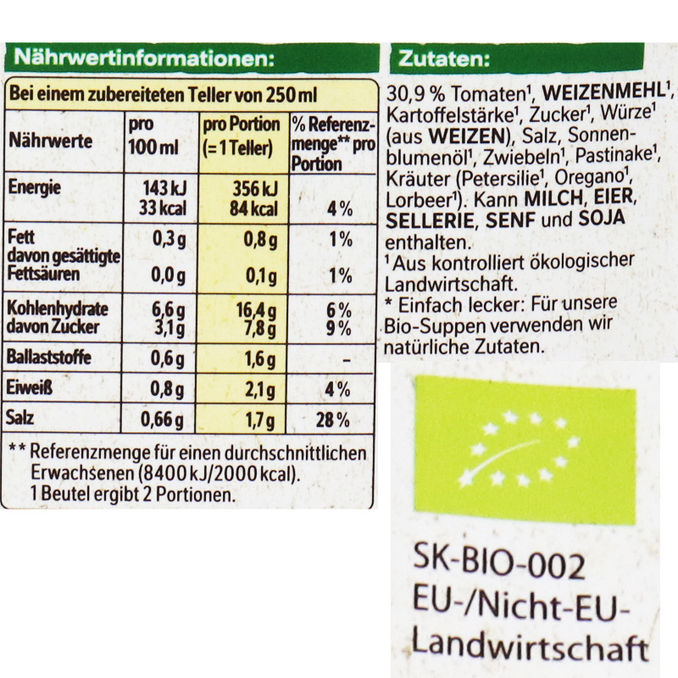 Nährwertinformationen:
Bei einem zubereiteten Teller von 250 ml
Nährwerte pro 100 ml pro Portion (= 1 Teller) % Referenz-menge** pro Portion
Energie 143 kJ 356 kJ
33 kcal 84 kcal 4 %
Fett 0,3 g 0,8 g 1 %
davon gesättigte
Fettsäuren 0,0 g 0,1 g 1 %
Kohlenhydrate 6,6 g 16,4 g 6 %
davon Zucker 3,1 g 7,8 g 9 %
Ballaststoffe 0,6 g 1,6 g –
Eiweiß 0,8 g 2,1 g 4 %
Salz 0,66 g 1,7 g 28 %
** Referenzmenge für einen durchschnittlichen
Erwachsenen (8400 kJ/2000 kcal).
1 Beutel ergibt 2 Portionen.
Zutaten:
30,9 % Tomaten¹, WEIZENMEHL¹,
Kartoffelstärke¹, Zucker¹, Würze¹
(aus WEIZEN), Salz, Sonnen-
blumenöl¹, Zwiebeln¹, Pastinake¹,
Kräuter (Petersilie¹, Oregano¹,
Lorbeer¹). Kann MILCH, EIER,
SELLERIE, SENF und SOJA
enthalten.
¹ Aus kontrolliert ökologischer
Landwirtschaft.
* Einfach lecker: Für unsere
Bio-Suppen verwenden wir
natürliche Zutaten.
SK-BIO-002
EU-/Nicht-EU-
Landwirtschaft